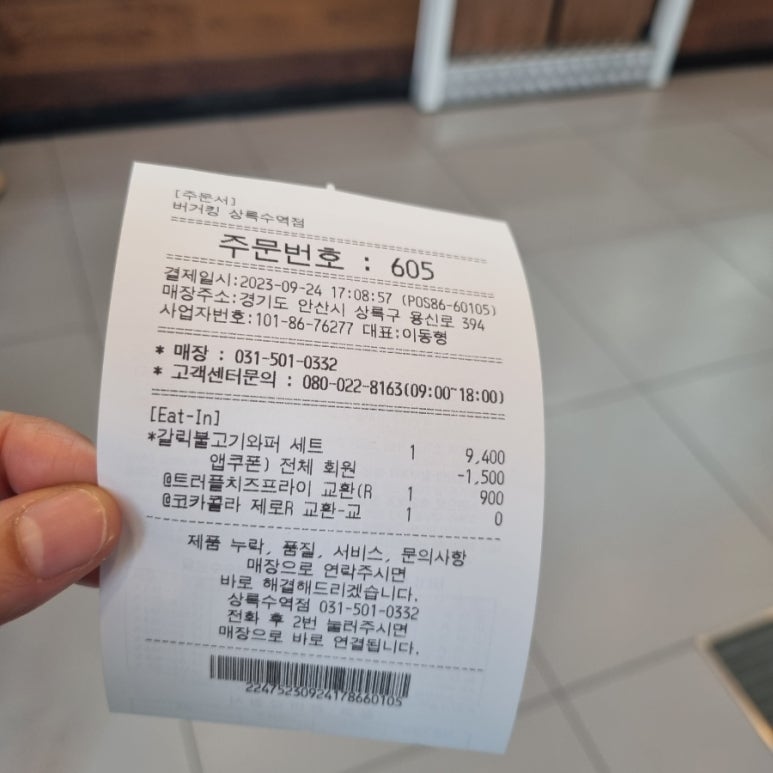 [주문서]
버거킹 상록수역점
주문번호 : 605
결제일시:2023-09-24 17:08:57 (POS86-60105)
매장주소:경기도 안산시 상록구 용신로 394
사업자번호:101-86-76277 대표:이동형
* 매장 : 031-501-0332
* 고객센터문의 : 080-022-8163(09:00~18:00)
[Eat-In]
*갈릭불고기와퍼 세트 1 9,400
앱쿠폰) 전체 회원 -1,500
@트러플치즈프라이 교환(R 1 900
@코카콜라 제로R 교환-교 1 0
제품 누락, 품질, 서비스, 문의사항
매장으로 연락주시면
바로 해결해드리겠습니다.
상록수역점 031-501-0332
전화 후 2번 눌러주시면
매장으로 바로 연결됩니다.
2247523092417866010​5